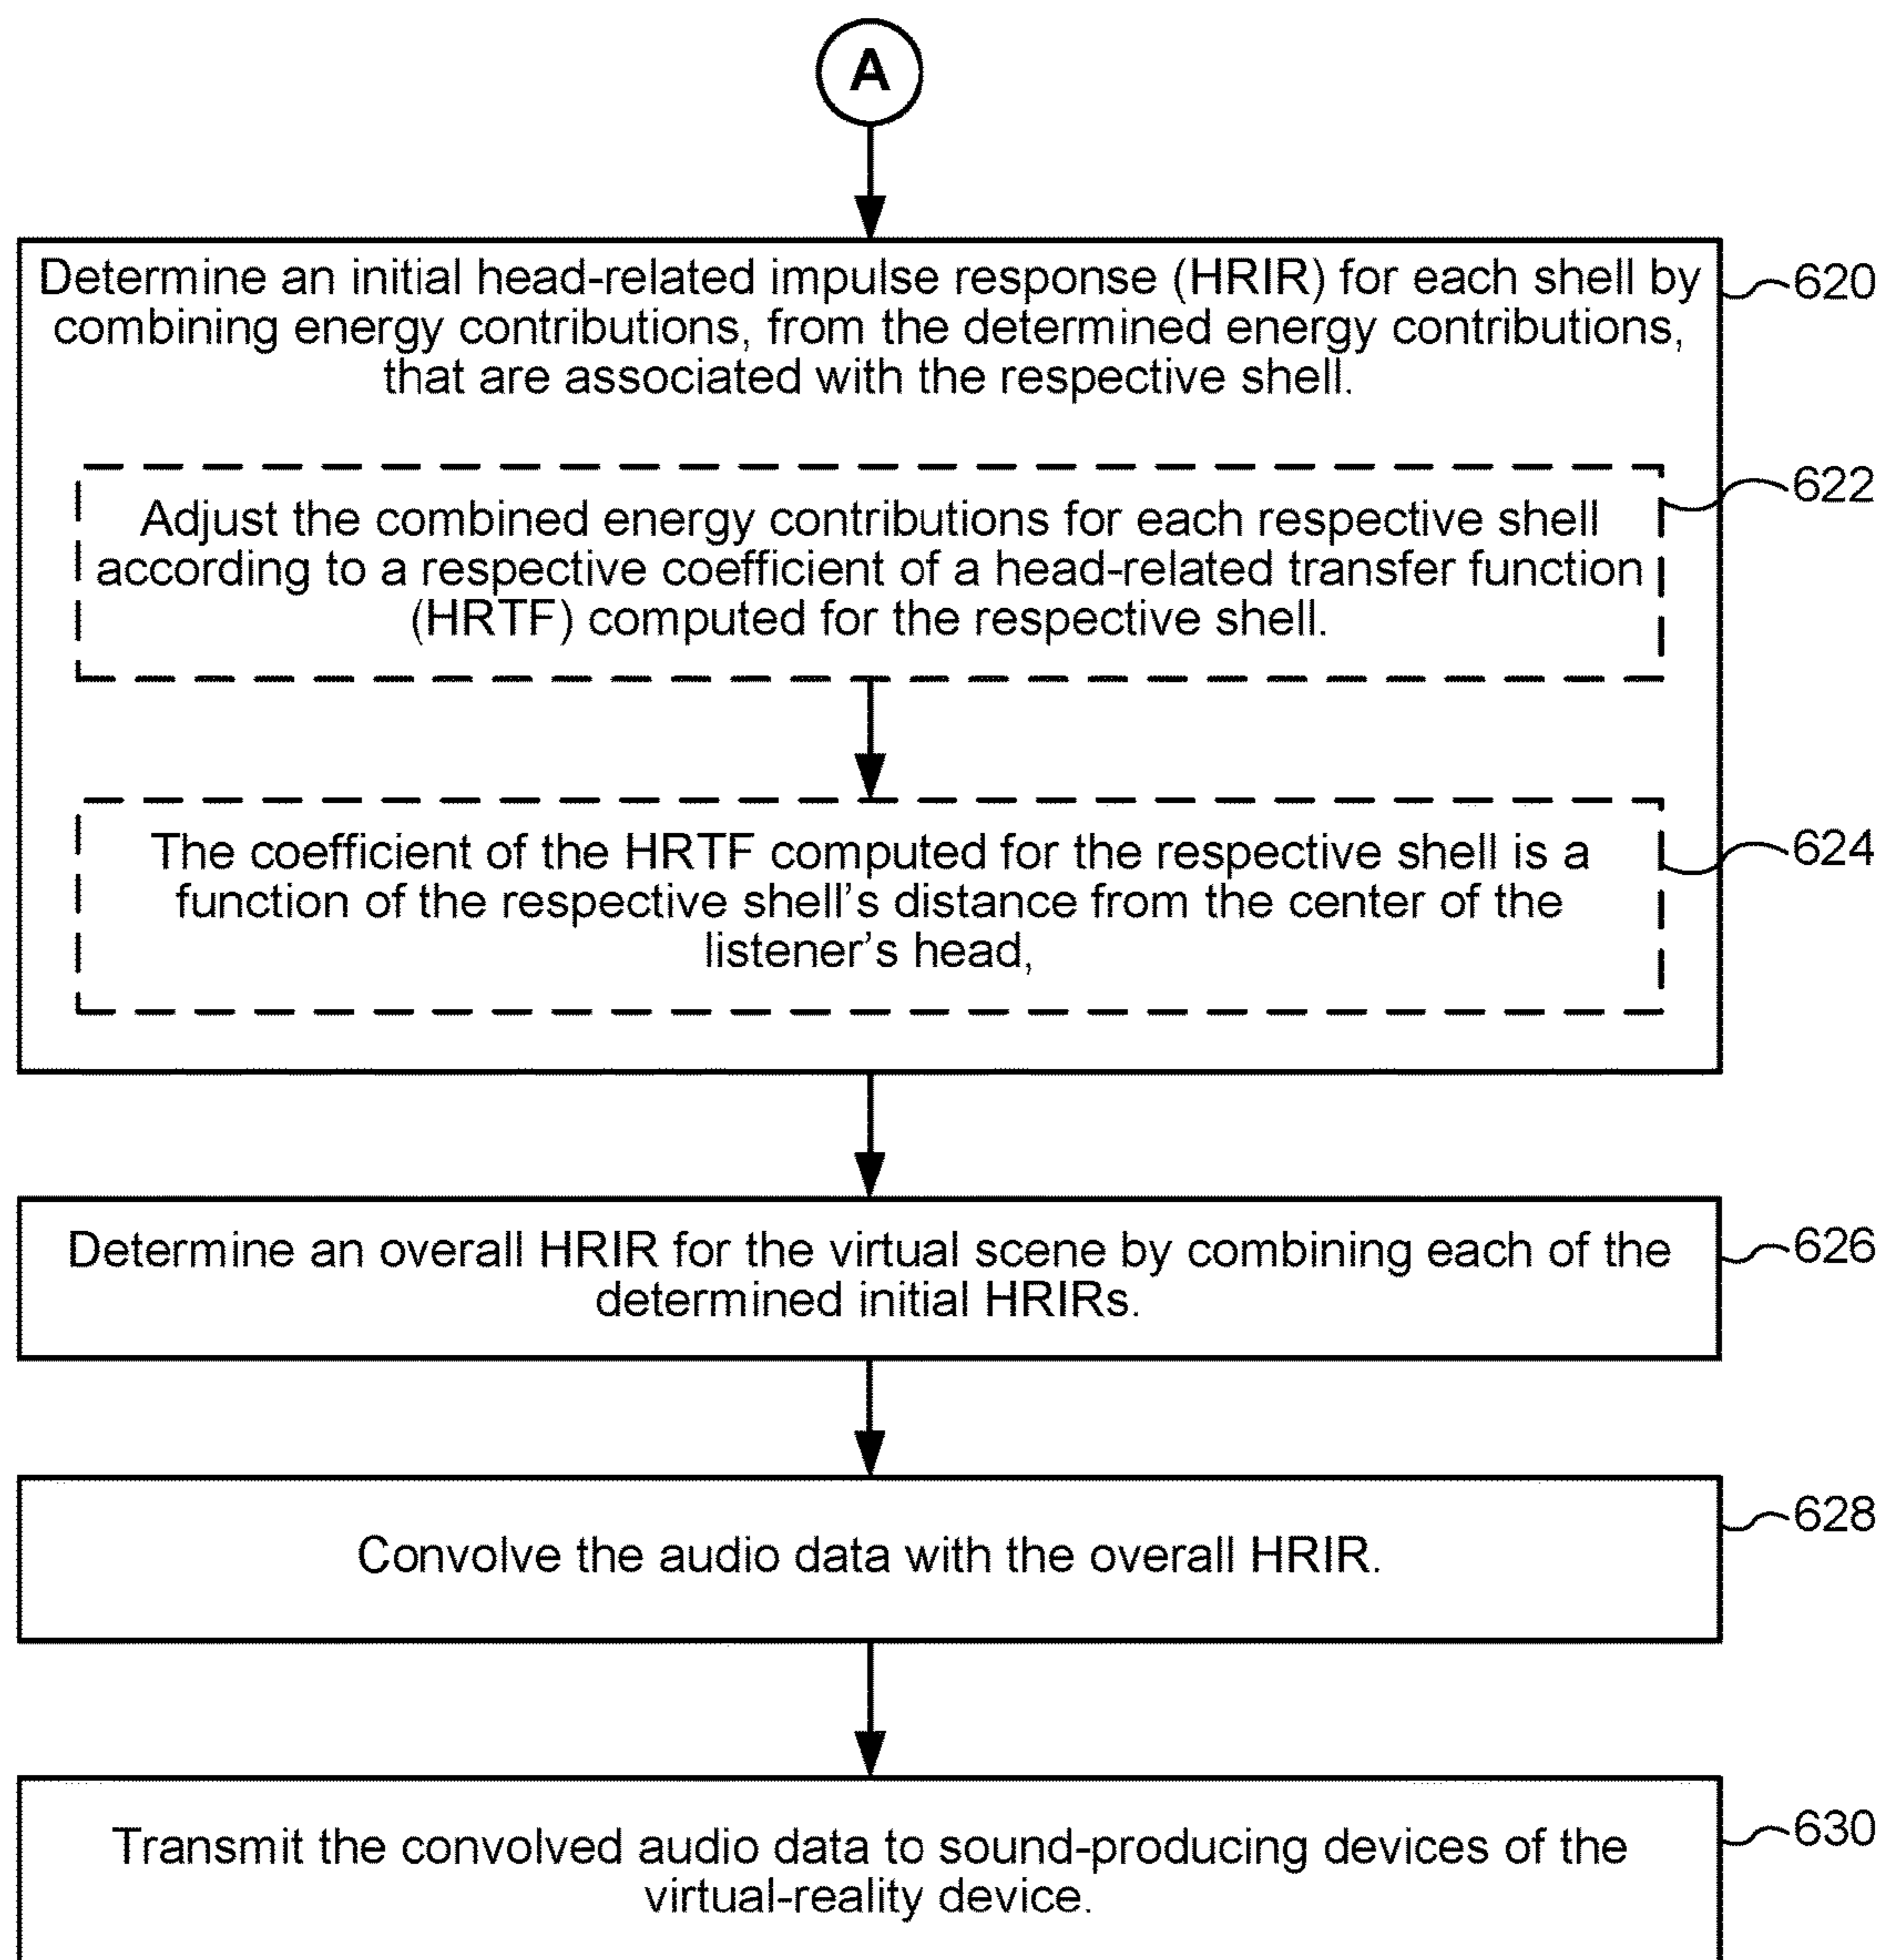 A
Determine an initial head-related impulse response (HRIR) for each shell by
combining energy contributions, from the determined energy contributions,
that are associated with the respective shell.
620
Adjust the combined energy contributions for each respective shell
according to a respective coefficient of a head-related transfer function
(HRTF) computed for the respective shell.
622
The coefficient of the HRTF computed for the respective shell is a
function of the respective shell's distance from the center of the
listener's head,
624
Determine an overall HRIR for the virtual scene by combining each of the
determined initial HRIRs.
626
Convolve the audio data with the overall HRIR.
628
Transmit the convolved audio data to sound-producing devices of the
virtual-reality device.
630